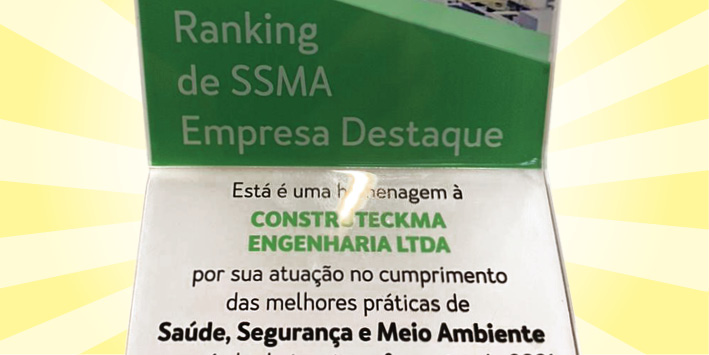 Ranking
de SSMA
Empresa Destaque
Está é uma homenagem à
CONSTRUTECKMA
ENGENHARIA LTDA
por sua atuação no cumprimento
das melhores práticas de
Saúde, Segurança e Meio Ambiente